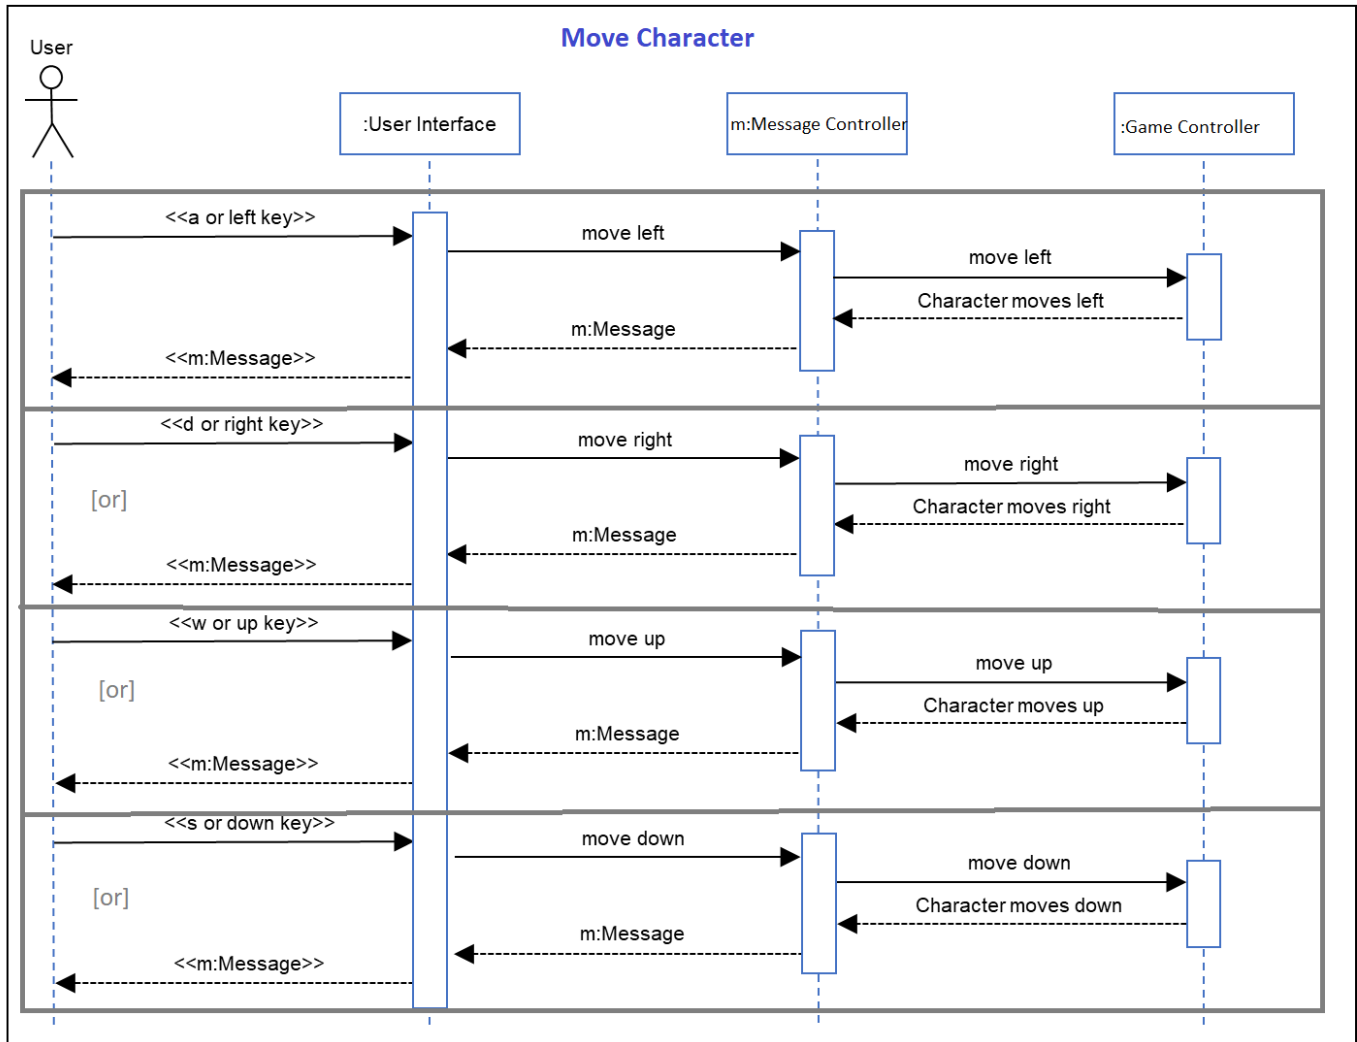 Move Character
User
:User Interface
m:Message Controller
:Game Controller
<<a or left key>>
move left
move left
Character moves left
m:Message
<<m:Message>>
<<d or right key>>
move right
move right
[or]
Character moves right
m:Message
<<m:Message>>
<<w or up key>>
move up
move up
[or]
Character moves up
m:Message
<<m:Message>>
<<s or down key>>
move down
move down
[or]
Character moves down
m:Message
<<m:Message>>